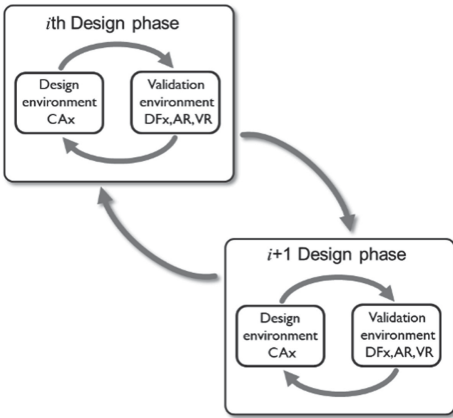 ith Design phase
Design
environment
CAx
Validation
environment
DFx,AR,VR
i+1 Design phase
Design
environment
CAx
Validation
environment
DFx,AR,VR